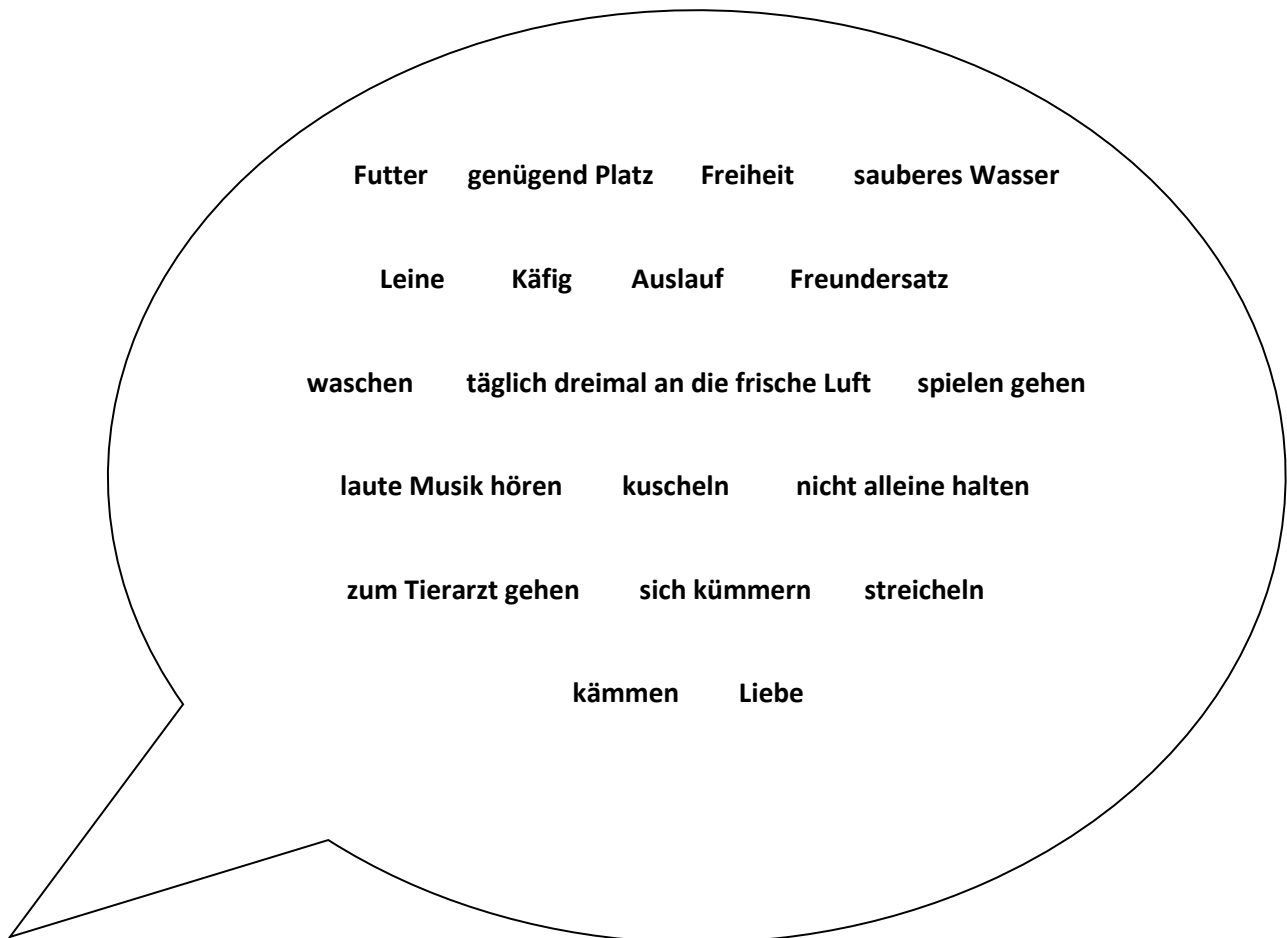 Futter genügend Platz Freiheit sauberes Wasser
Leine Käfig Auslauf Freundersatz
waschen täglich dreimal an die frische Luft spielen gehen
laute Musik hören kuscheln nicht alleine halten
zum Tierarzt gehen sich kümmern streicheln
kämmen Liebe